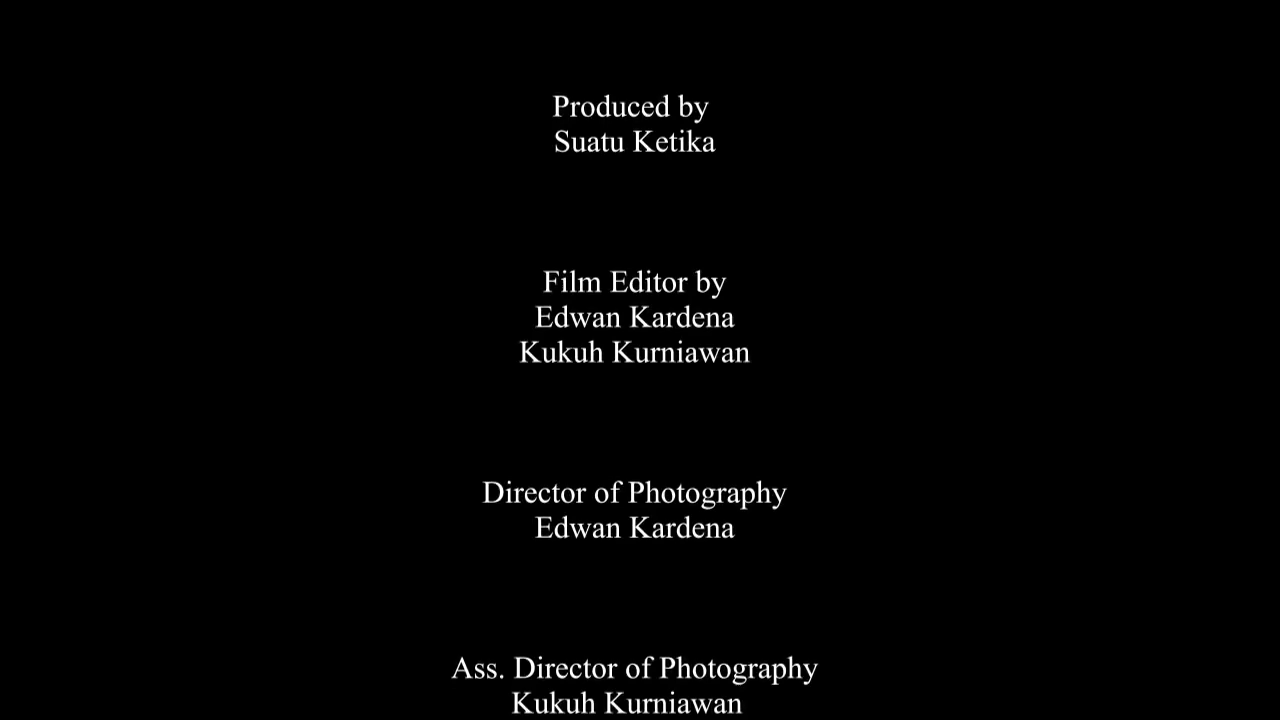 Produced by
Suatu Ketika
Film Editor by
Edwan Kardena
Kukuh Kurniawan
Director of Photography
Edwan Kardena
Ass. Director of Photography
Kukuh Kurniawan